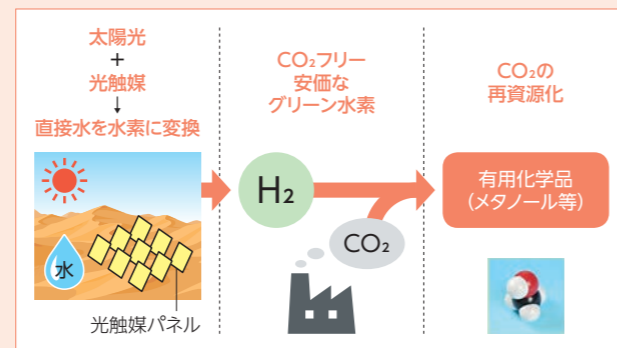 太陽光
+
光触媒
↓
直接水を水素に変換
水
光触媒パネル
CO₂フリー
安価な
グリーン水素
H₂
CO₂
CO₂の
再資源化
有用化学品
(メタノール等)